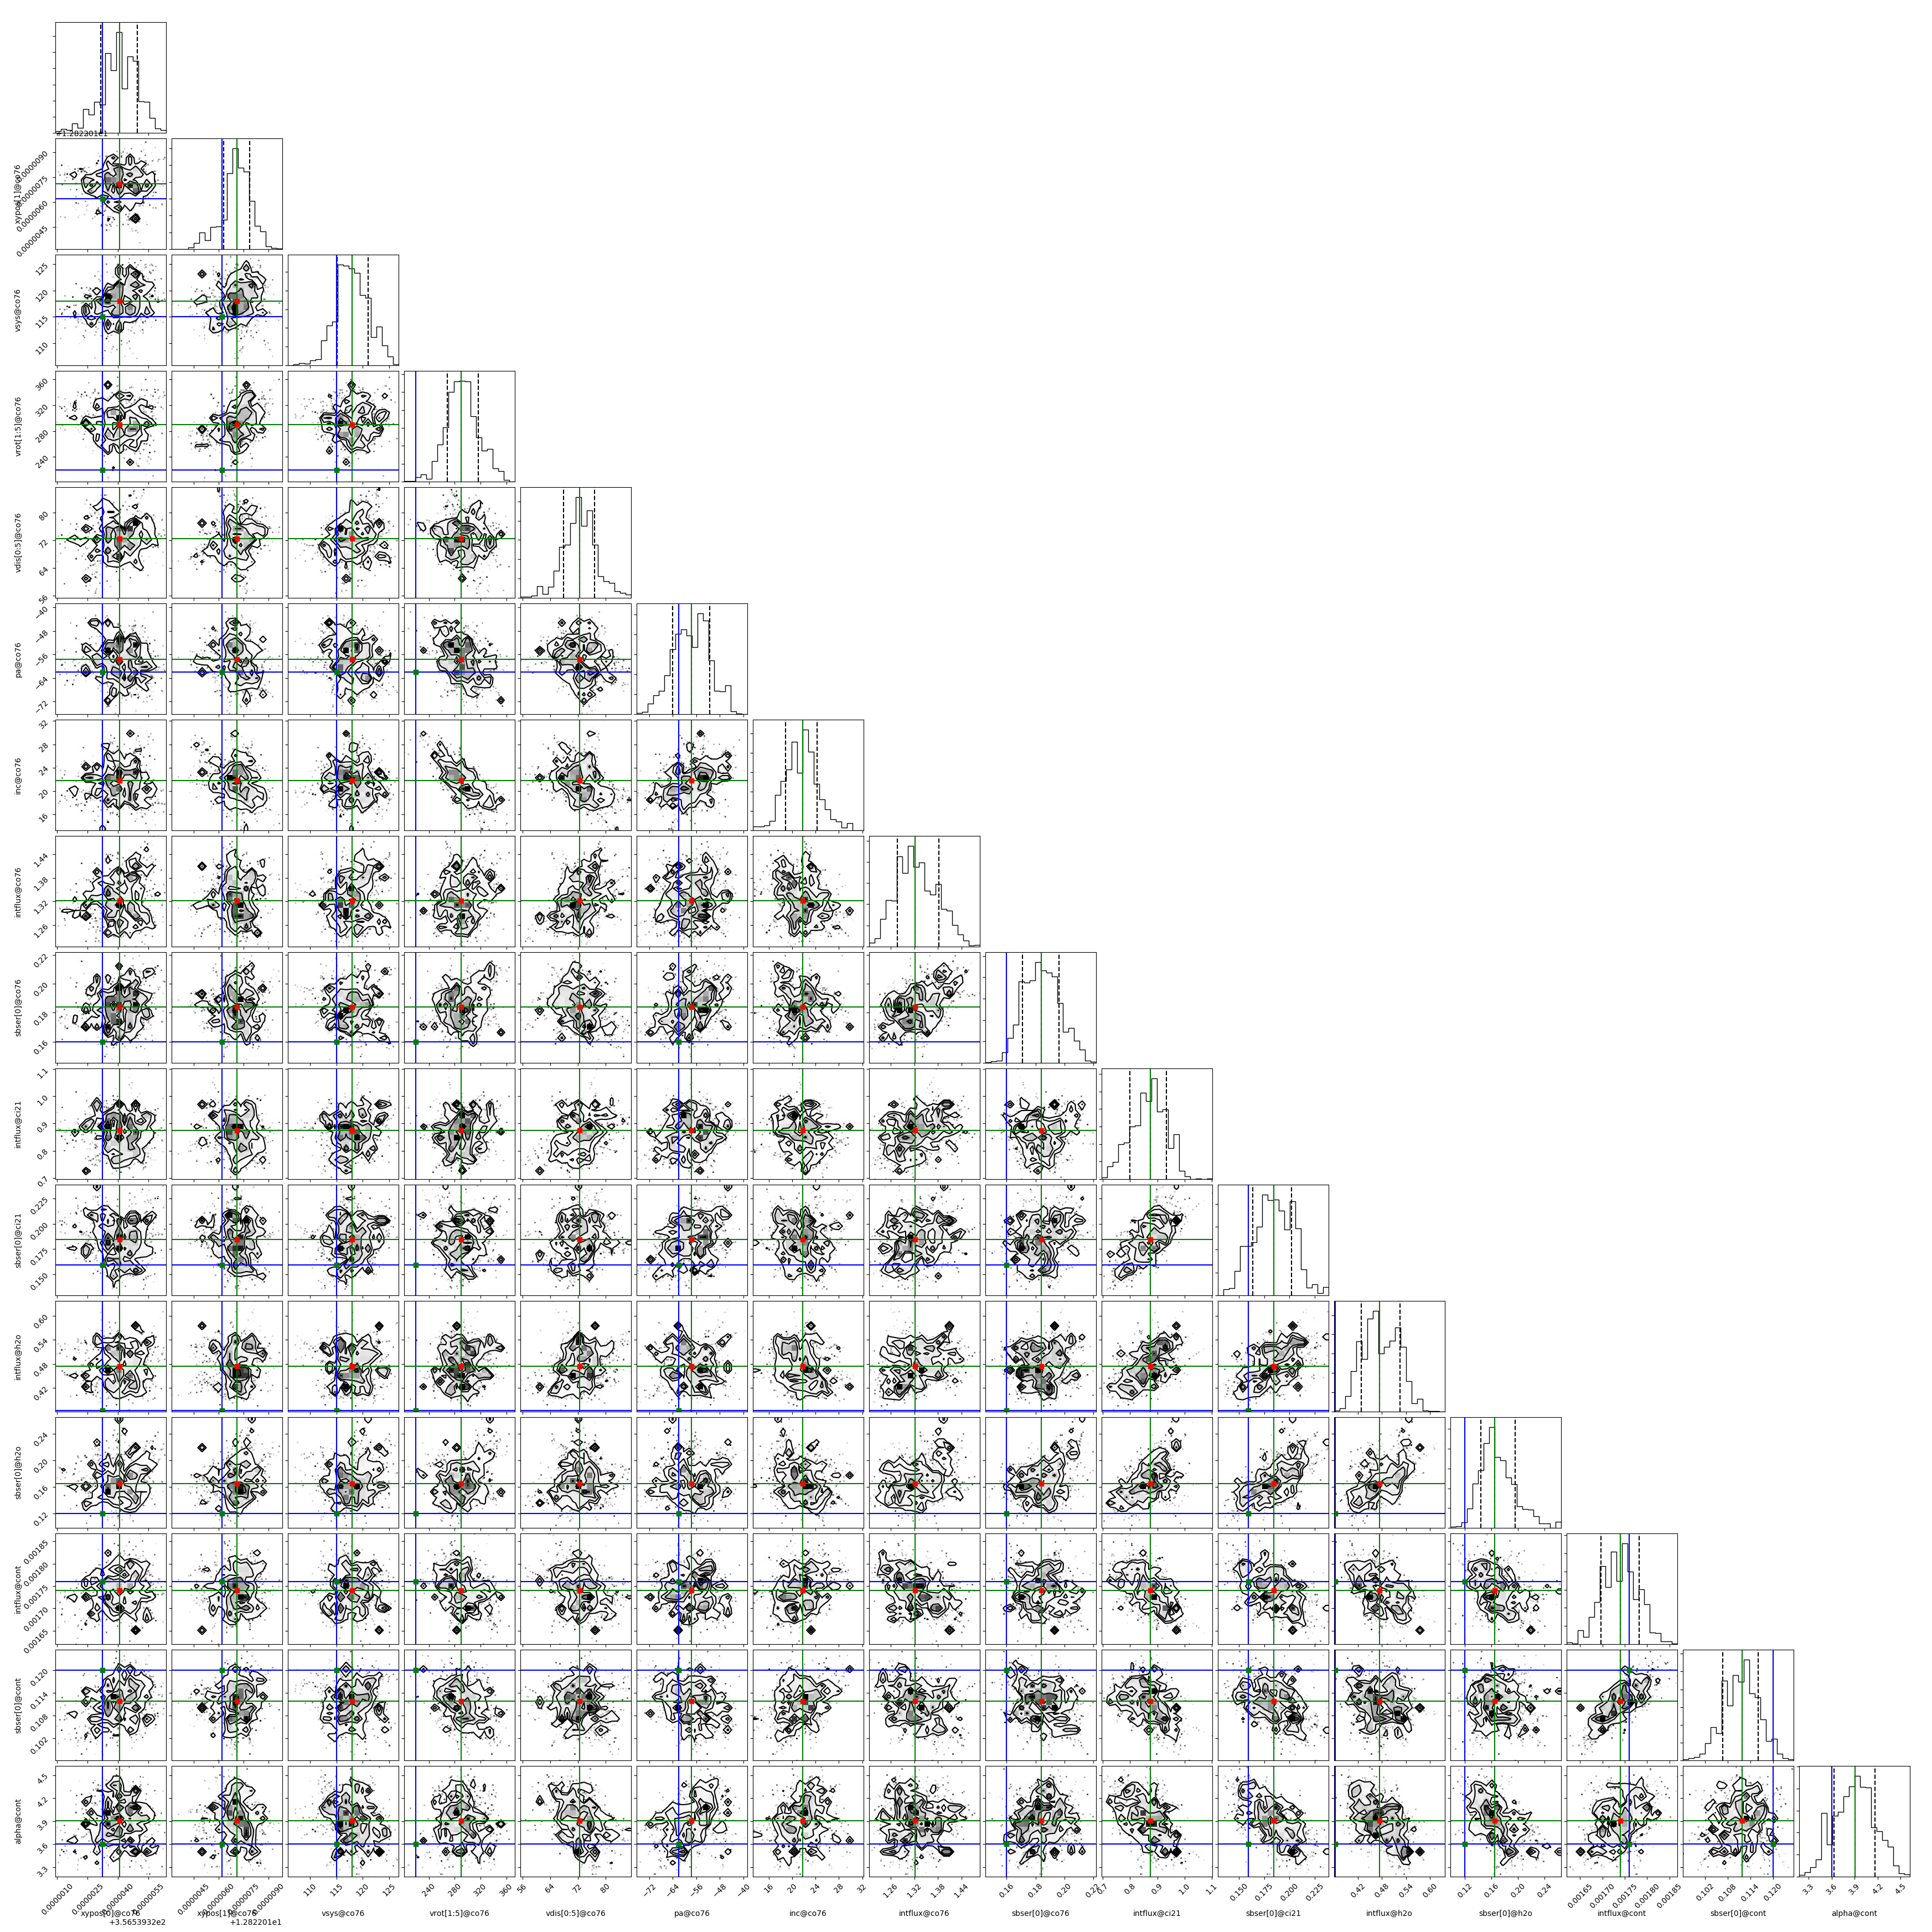 0.0000090
0.0000075
0.0000060
0.0000045
xypos[1]@co76
125
120
115
110
vsys@co76
360
320
280
240
vrot[1:5]@co76
80
72
64
56
vdis[0:5]@co76
−40
−48
−56
−64
−72
pa@co76
32
28
24
20
16
inc@co76
1.44
1.38
1.32
1.26
intflux@co76
0.22
0.20
0.18
0.16
sbser[0]@co76
1.1
1.0
0.9
0.8
0.7
intflux@ci21
0.225
0.200
0.175
0.150
sbser[0]@ci21
0.60
0.54
0.48
0.42
intflux@h2o
0.24
0.20
0.16
0.12
sbser[0]@h2o
0.00185
0.00180
0.00175
0.00170
0.00165
intflux@cont
0.120
0.114
0.108
0.102
sbser[0]@cont
4.5
4.2
3.9
3.6
3.3
alpha@cont
0.000010 0.000025 0.000040 0.000055
xypos[0]@co76
+3.5653932e2
0.0000045 0.0000060 0.0000075 0.0000090
xypos[1]@co76
+1.282201e1
110 115 120 125
vsys@co76
240 280 320 360
vrot[1:5]@co76
56 64 72 80
vdis[0:5]@co76
−72 −64 −56 −48 −40
pa@co76
16 20 24 28 32
inc@co76
1.26 1.32 1.38 1.44
intflux@co76
0.16 0.18 0.20 0.22
sbser[0]@co76
0.7 0.8 0.9 1.0 1.1
intflux@ci21
0.150 0.175 0.200 0.225
sbser[0]@ci21
0.42 0.48 0.54 0.60
intflux@h2o
0.12 0.16 0.20 0.24
sbser[0]@h2o
0.00165 0.00170 0.00175 0.00180 0.00185
intflux@cont
0.102 0.108 0.114 0.120
sbser[0]@cont
3.3 3.6 3.9 4.2 4.5
alpha@cont